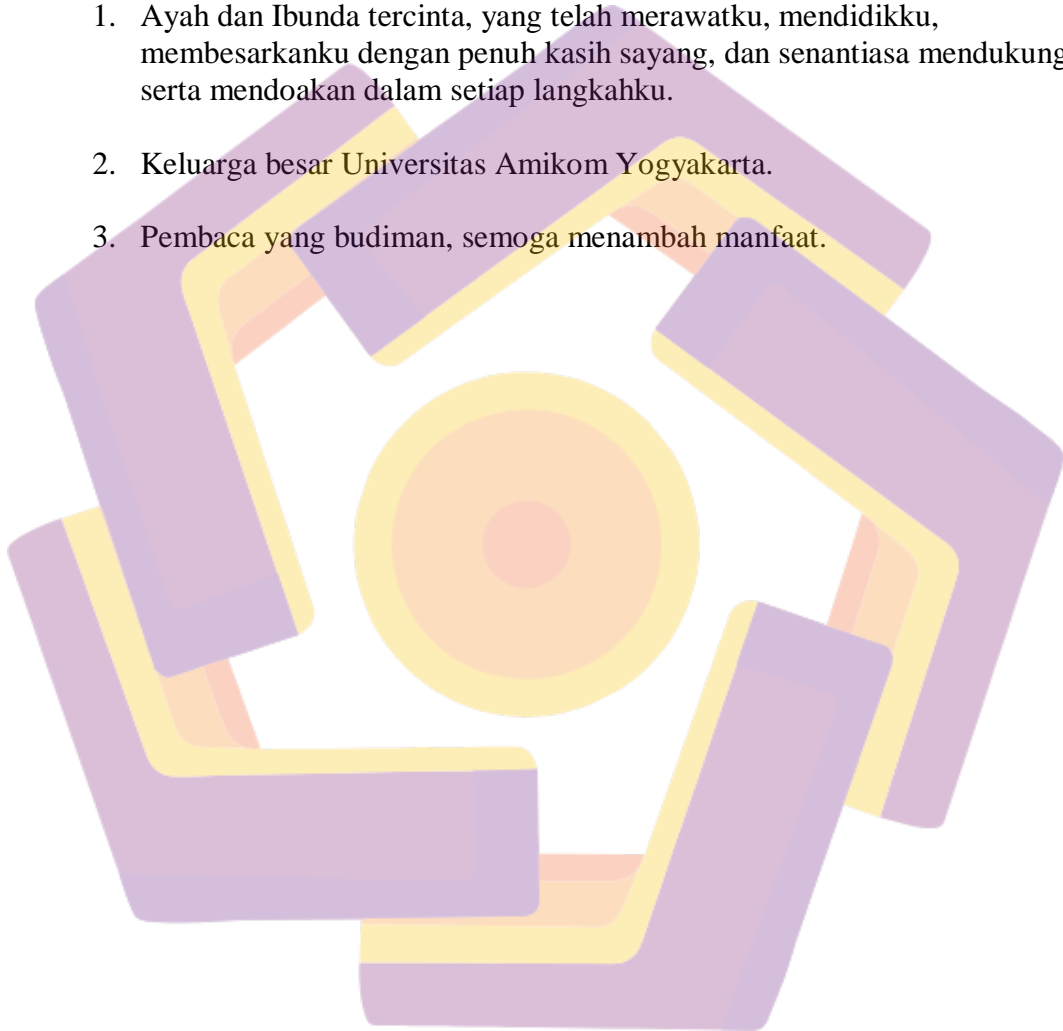 1. Ayah dan Ibunda tercinta, yang telah merawatku, mendidikku,
membesarkanku dengan penuh kasih sayang, dan senantiasa mendukung
serta mendoakan dalam setiap langkahku.
2. Keluarga besar Universitas Amikom Yogyakarta.
3. Pembaca yang budiman, semoga menambah manfaat.